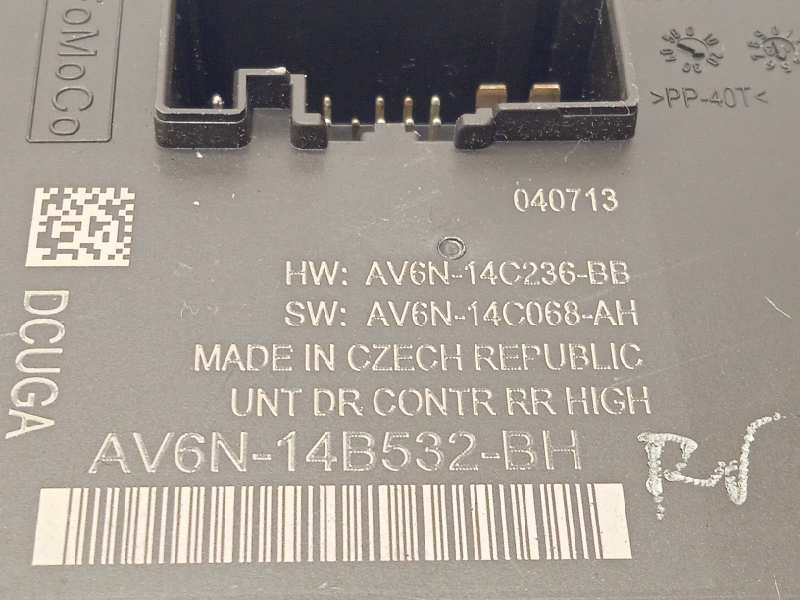 FoMoCo
>PP-40T<
040713
HW: AV6N-14C236-BB
SW: AV6N-14C068-AH
MADE IN CZECH REPUBLIC
UNT DR CONTR RR HIGH
DCUGA
AV6N-14B532-BH